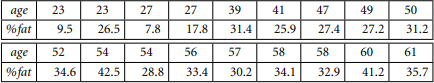 age 23 23 27 27 39 41 47 49 50
%fat 9.5 26.5 7.8 17.8 31.4 25.9 27.4 27.2 31.2
age 52 54 54 56 57 58 58 60 61
%fat 34.6 42.5 28.8 33.4 30.2 34.1 32.9 41.2 35.7